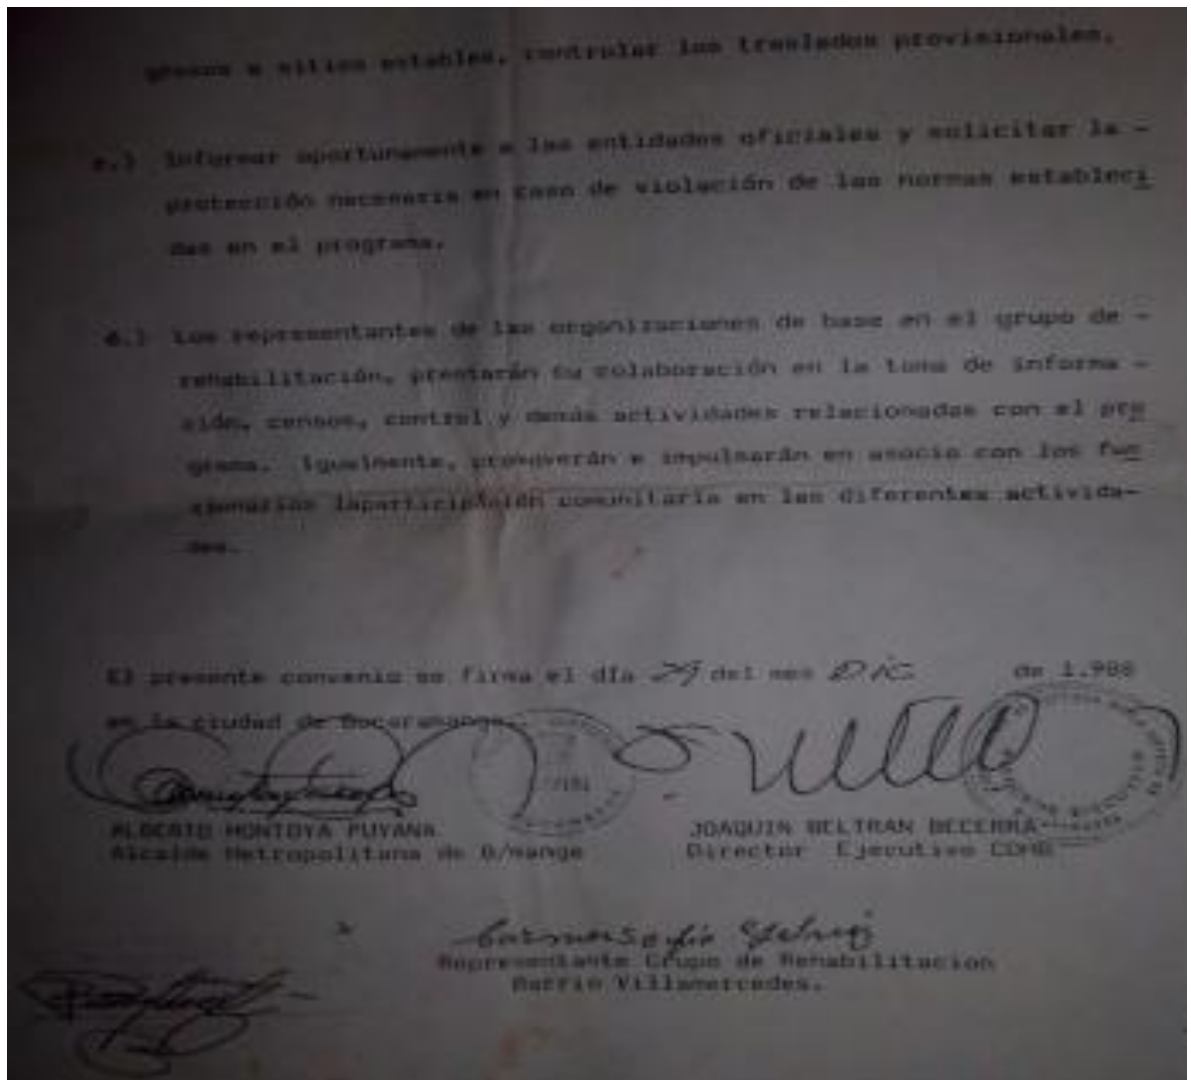 a sitios estables, controlar los traslados provisionales.
c.) Informar oportunamente a las entidades oficiales y solicitar la -
protección necesaria en caso de violación de las normas estableci
das en el programa.
d.) Los representantes de las organizaciones de base en el grupo de -
rehabilitación, prestarán su colaboración en la toma de informa -
ción, censos, control y demás actividades relacionadas con el pro
grama. Igualmente, promoverán e impulsarán en asocio con los fun
cionarios laparticipación comunitaria en las diferentes activida-
des.
El presente convenio se firma el día 29 del mes Dic de 1.988
en la ciudad de Bucaramanga.
ALBERTO MONTOYA PUYANA
Alcalde Metropolitano de B/manga
JOAQUIN BELTRAN BECERRA
Director Ejecutivo CDMB
Representante Grupo de Rehabilitacion
Barrio Villamercedes.